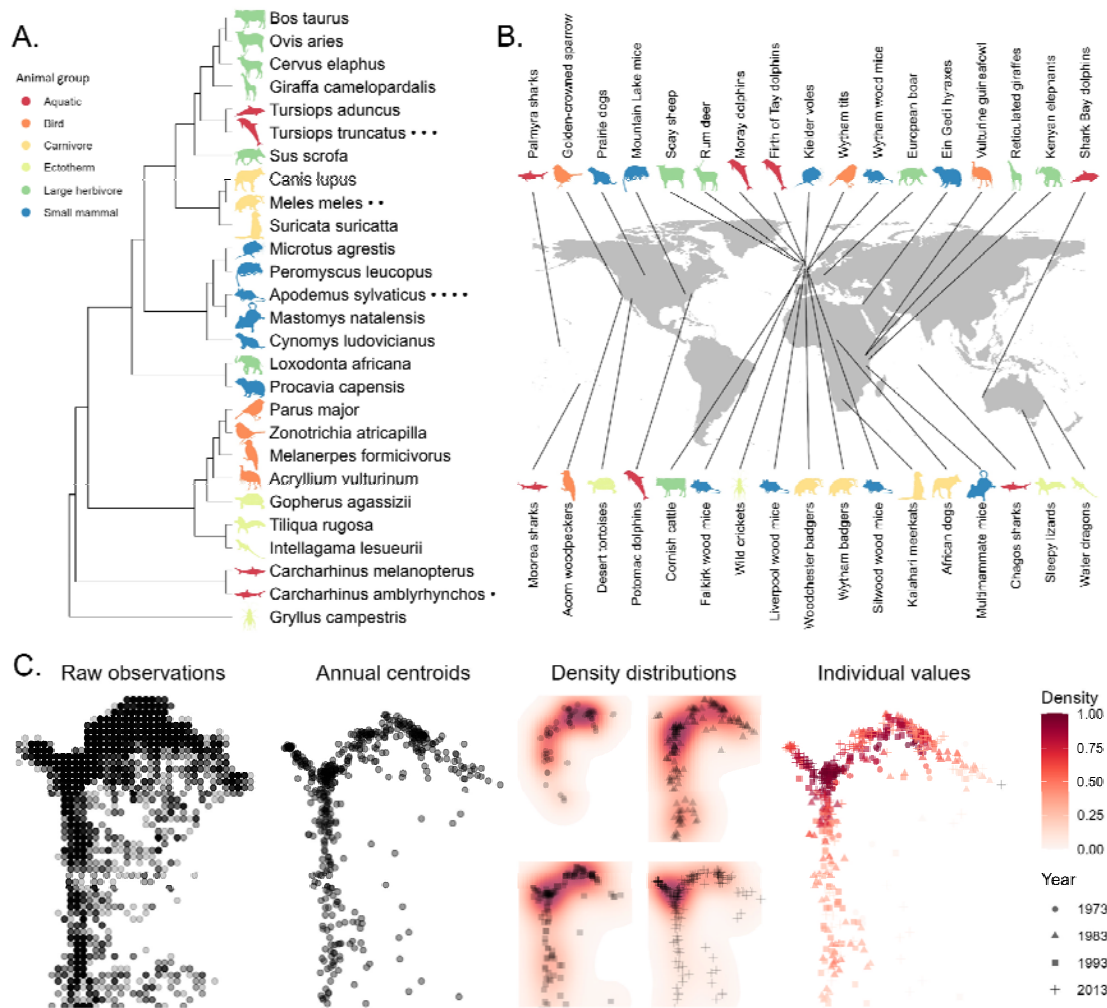 A.
Animal group
Aquatic
Bird
Carnivore
Ectotherm
Large herbivore
Small mammal
Bos taurus
Ovis aries
Cervus elaphus
Giraffa camelopardalis
Tursiops aduncus
Tursiops truncatus • • •
Sus scrofa
Canis lupus
Meles meles • •
Suricata suricatta
Microtus agrestis
Peromyscus leucopus
Apodemus sylvaticus • • • •
Mastomys natalensis
Cynomys ludovicianus
Loxodonta africana
Procavia capensis
Parus major
Zonotrichia atricapilla
Melanerpes formicivorus
Acryllium vulturinum
Gopherus agassizii
Tiliqua rugosa
Intellagama lesueurii
Carcharhinus melanopterus
Carcharhinus amblyrhynchos •
Gryllus campestris
B.
Palmyra sharks
Golden-crowned sparrow
Prairie dogs
Mountain Lake mice
Scay sheep
Rum deer
Moray dolphins
Firth of Tay dolphins
Kielder voles
Wytham tits
Wytham wood mice
European boar
Ein Gedi hyraxes
Vulturine guineafowl
Reticulated giraffes
Kenyan elephants
Shark Bay dolphins
Moorea sharks
Acorn woodpeckers
Desert tortoises
Potomac dolphins
Cornish cattle
Falkirk wood mice
Wild crickets
Liverpool wood mice
Woodchester badgers
Wytham badgers
Silwood wood mice
Kalahari meerkats
African dogs
Multimammate mice
Chagos sharks
Sleepy lizards
Water dragons
C.
Raw observations
Annual centroids
Density distributions
Individual values
Density
1.00
0.75
0.50
0.25
0.00
Year
1973
1983
1993
2013